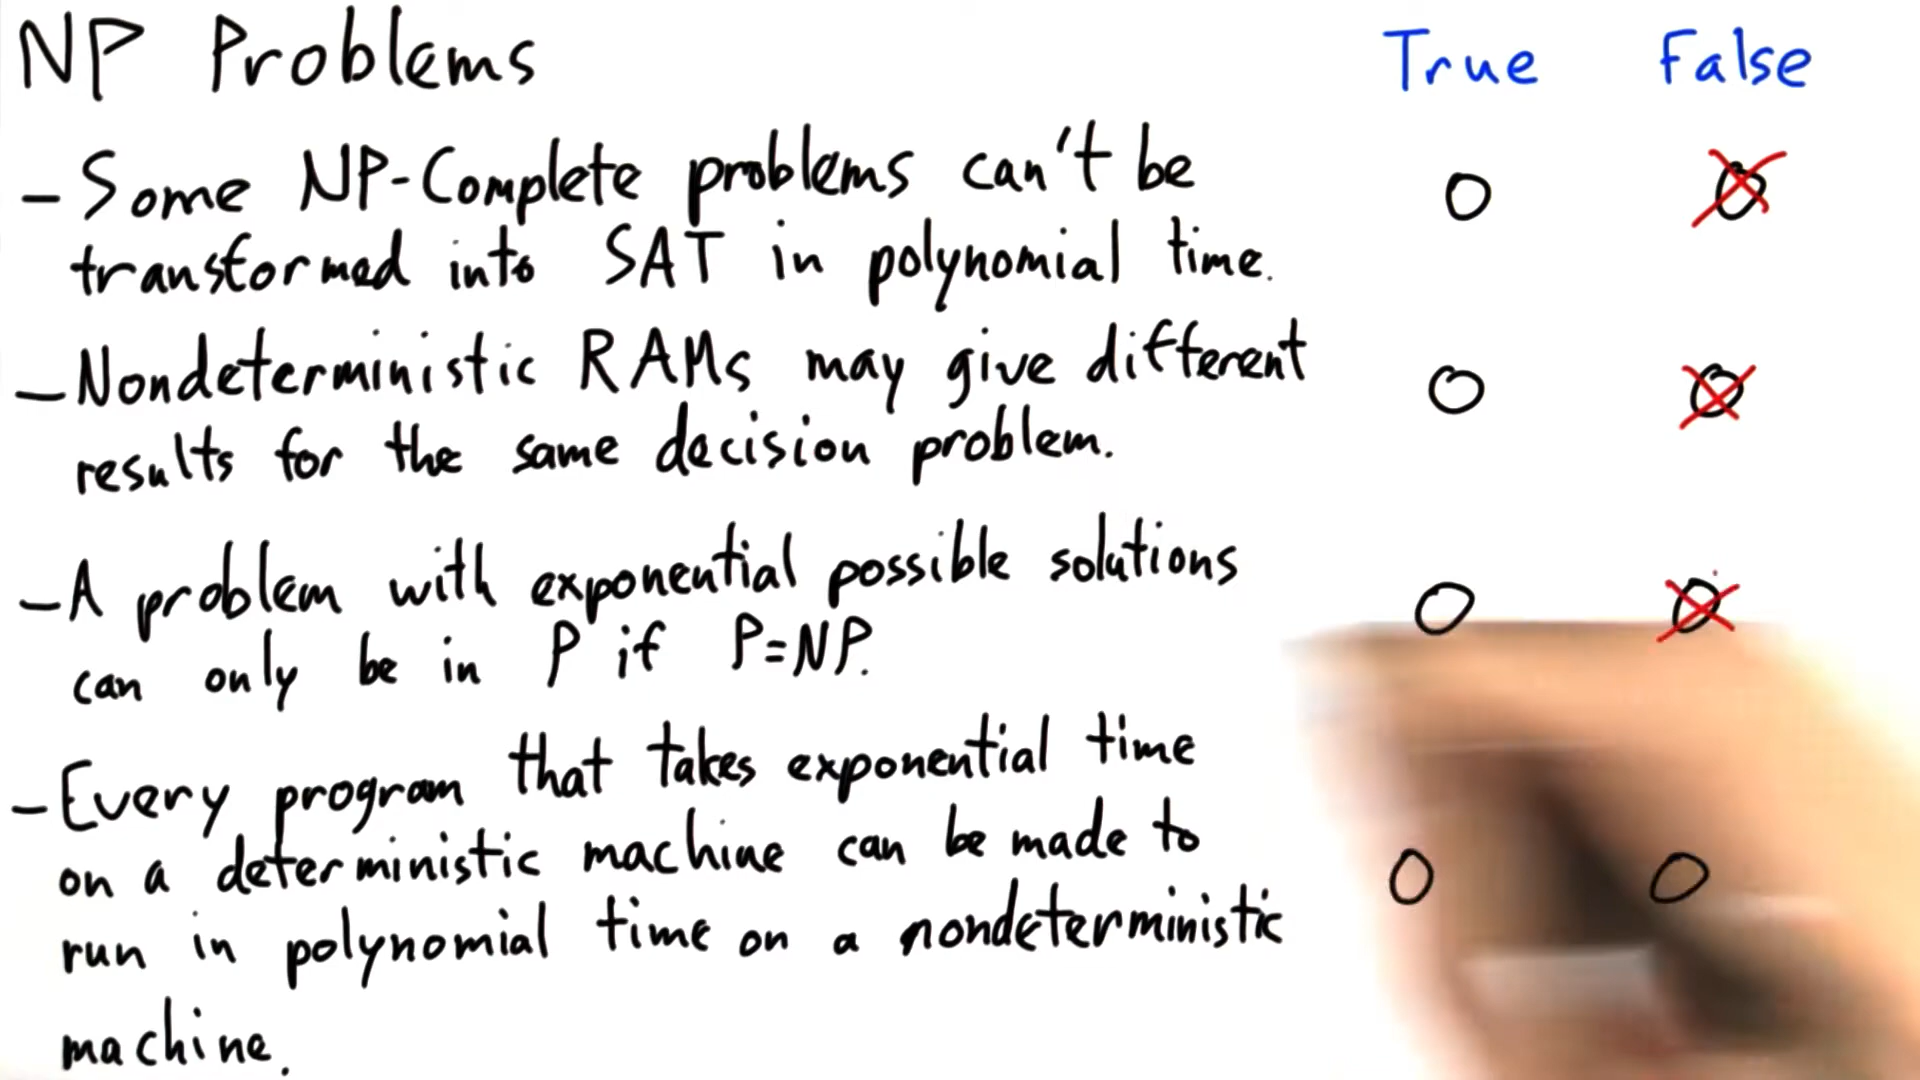 NP Problems True False
- Some NP-Complete problems can't be
transformed into SAT in polynomial time.
- Nondeterministic RAMs may give different
results for the same decision problem.
- A problem with exponential possible solutions
can only be in P if P=NP.
- Every program that takes exponential time
on a deterministic machine can be made to
run in polynomial time on a nondeterministic
machine.